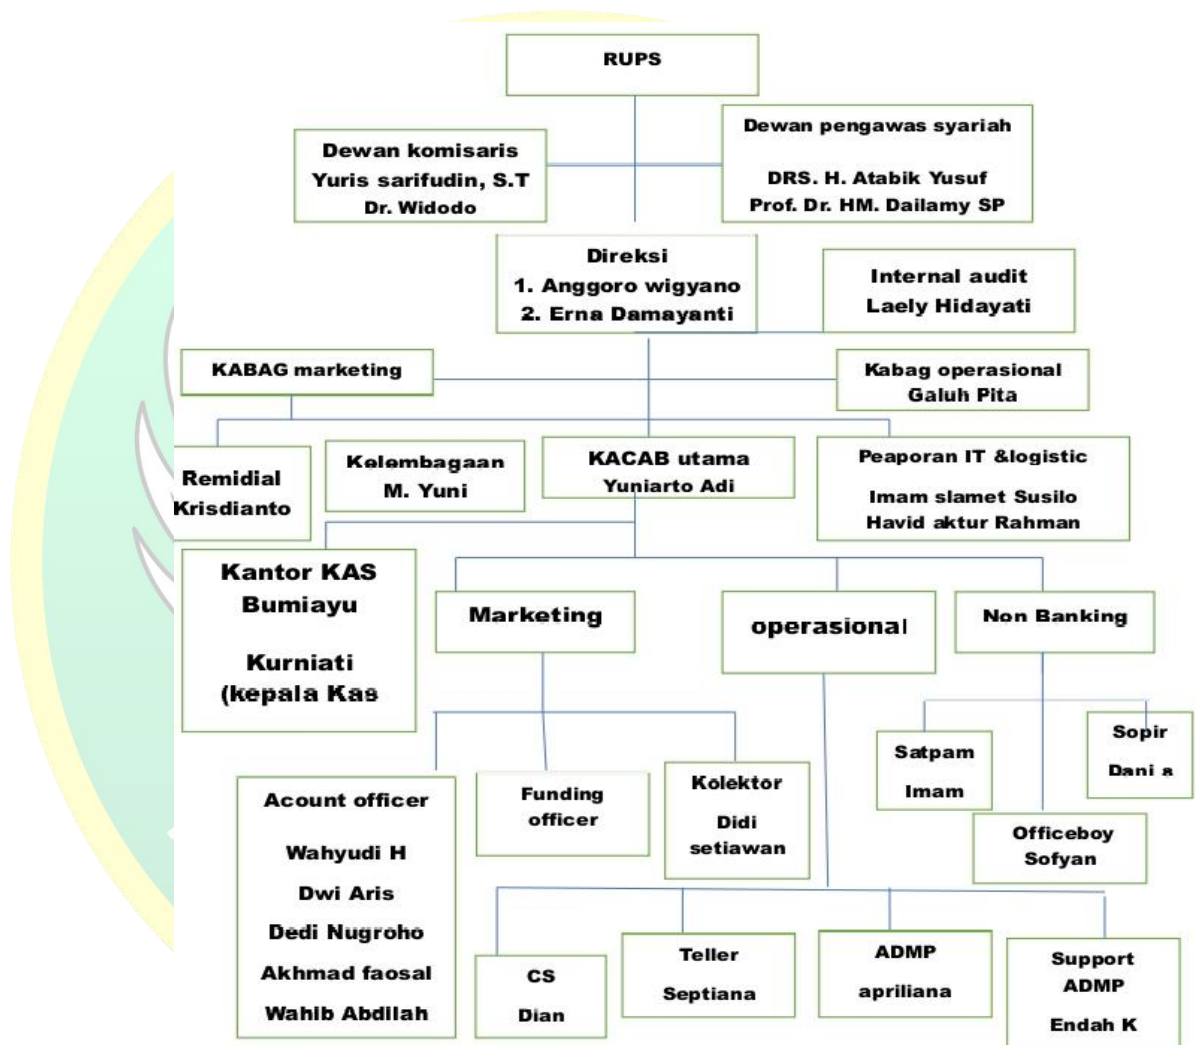 RUPS
Dewan komisaris
Yuris sarifudin, S.T
Dr. Widodo
Dewan pengawas syariah
DRS. H. Atabik Yusuf
Prof. Dr. HM. Dailamy SP
Direksi
1. Anggoro wigyano
2. Erna Damayanti
Internal audit
Laely Hidayati
KABAG marketing
Kabag operasional
Galuh Pita
Remidial
Krisdianto
Kelembagaan
M. Yuni
KACAB utama
Yuniarto Adi
Peaporan IT &logistic
Imam slamet Susilo
Havid aktur Rahman
Kantor KAS
Bumiayu
Kurniati
(kepala Kas
Marketing
operasional
Non Banking
Satpam
Imam
Sopir
Dani a
Officeboy
Sofyan
Acount officer
Wahyudi H
Dwi Aris
Dedi Nugroho
Akhmad faosal
Wahib Abdilah
Funding
officer
Kolektor
Didi
setiawan
CS
Dian
Teller
Septiana
ADMP
apriliana
Support
ADMP
Endah K